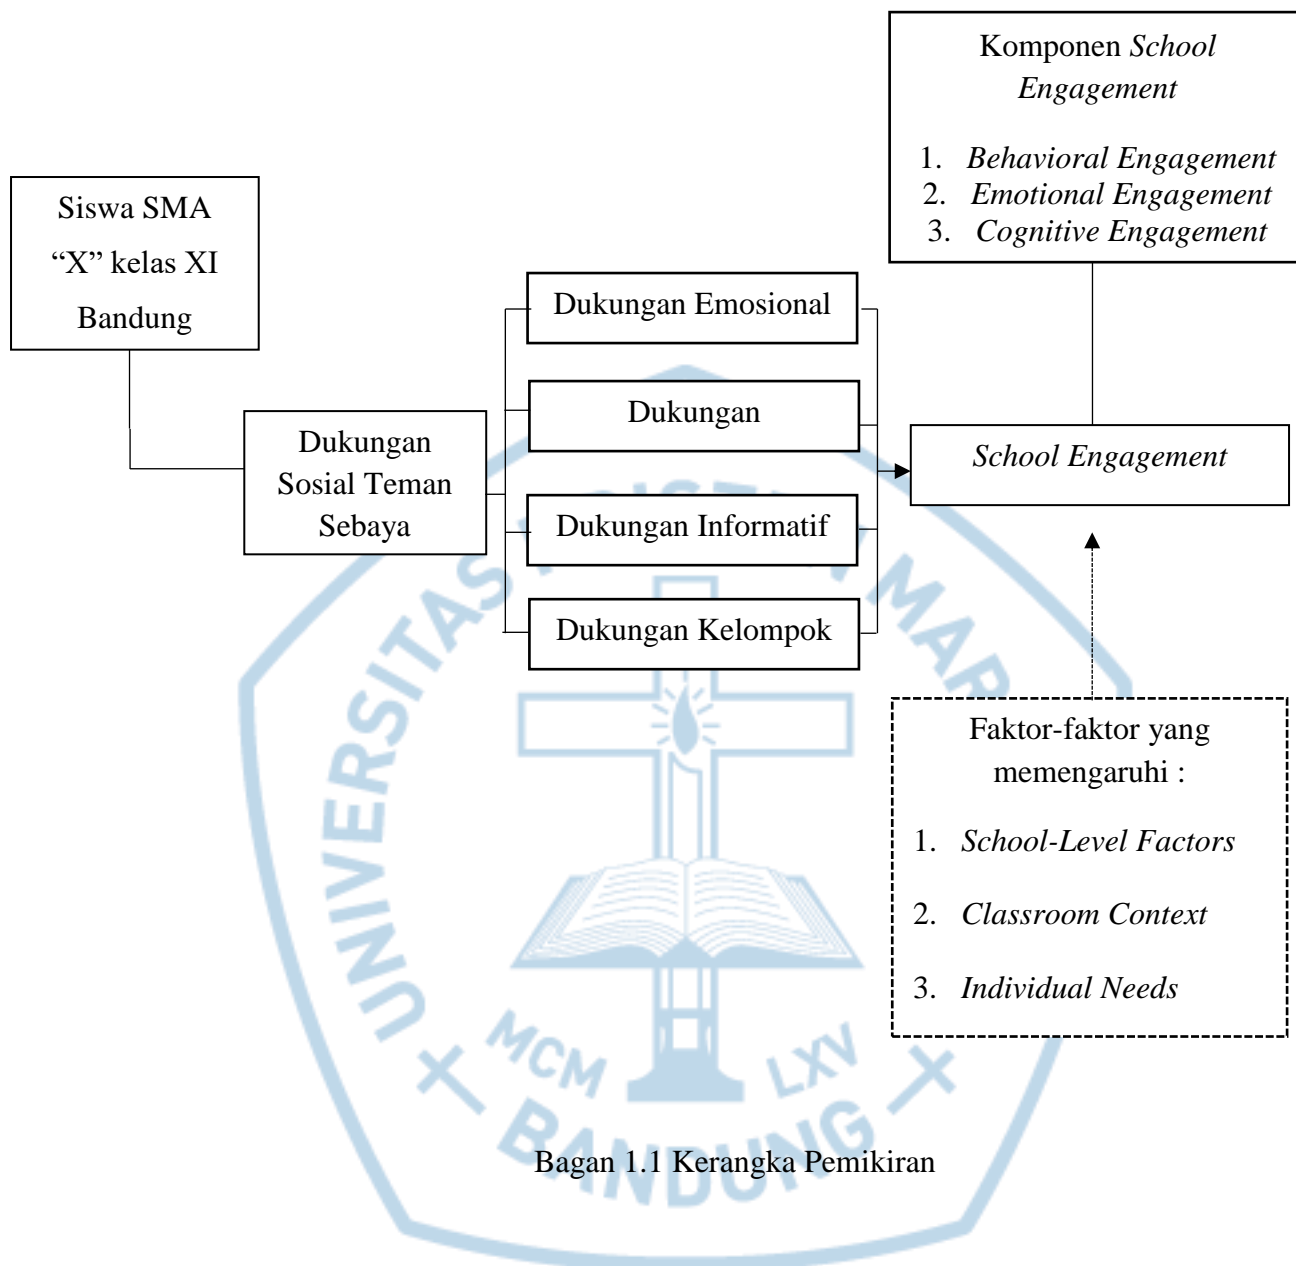 Komponen School
Engagement
1. Behavioral Engagement
2. Emotional Engagement
3. Cognitive Engagement
Siswa SMA
“X” kelas XI
Bandung
Dukungan Sosial Teman Sebaya
Dukungan Emosional
Dukungan
Dukungan Informatif
Dukungan Kelompok
School Engagement
Faktor-faktor yang
memengaruhi :
1. School-Level Factors
2. Classroom Context
3. Individual Needs
Bagan 1.1 Kerangka Pemikiran
UNIVERSITAS
MCM LXV
BANDUNG